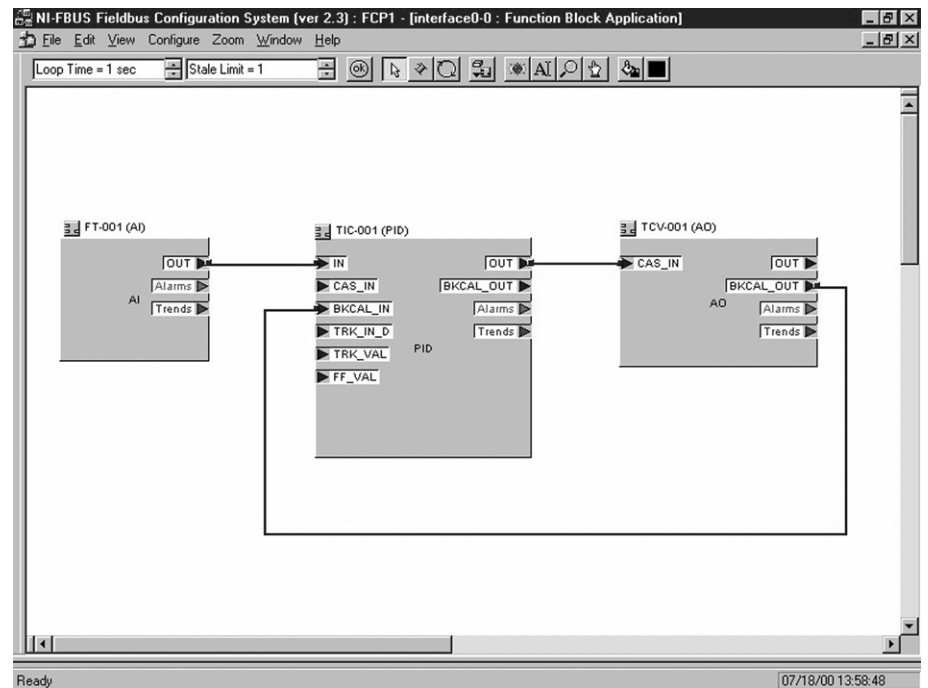 NI-FBUS Fieldbus Configuration System (ver 2.3) : FCP1 - [interface0-0 : Function Block Application]
File Edit View Configure Zoom Window Help
Loop Time = 1 sec Stale Limit = 1 OK AI
FT-001 (AI) TIC-001 (PID) TCV-001 (AO)
OUT IN OUT CAS_IN OUT
Alarms CAS_IN BKCAL_OUT BKCAL_OUT
AI AO
Trends BKCAL_IN Alarms Alarms
TRK_IN_D Trends Trends
PID
TRK_VAL
FF_VAL
Ready 07/18/00 13:58:48